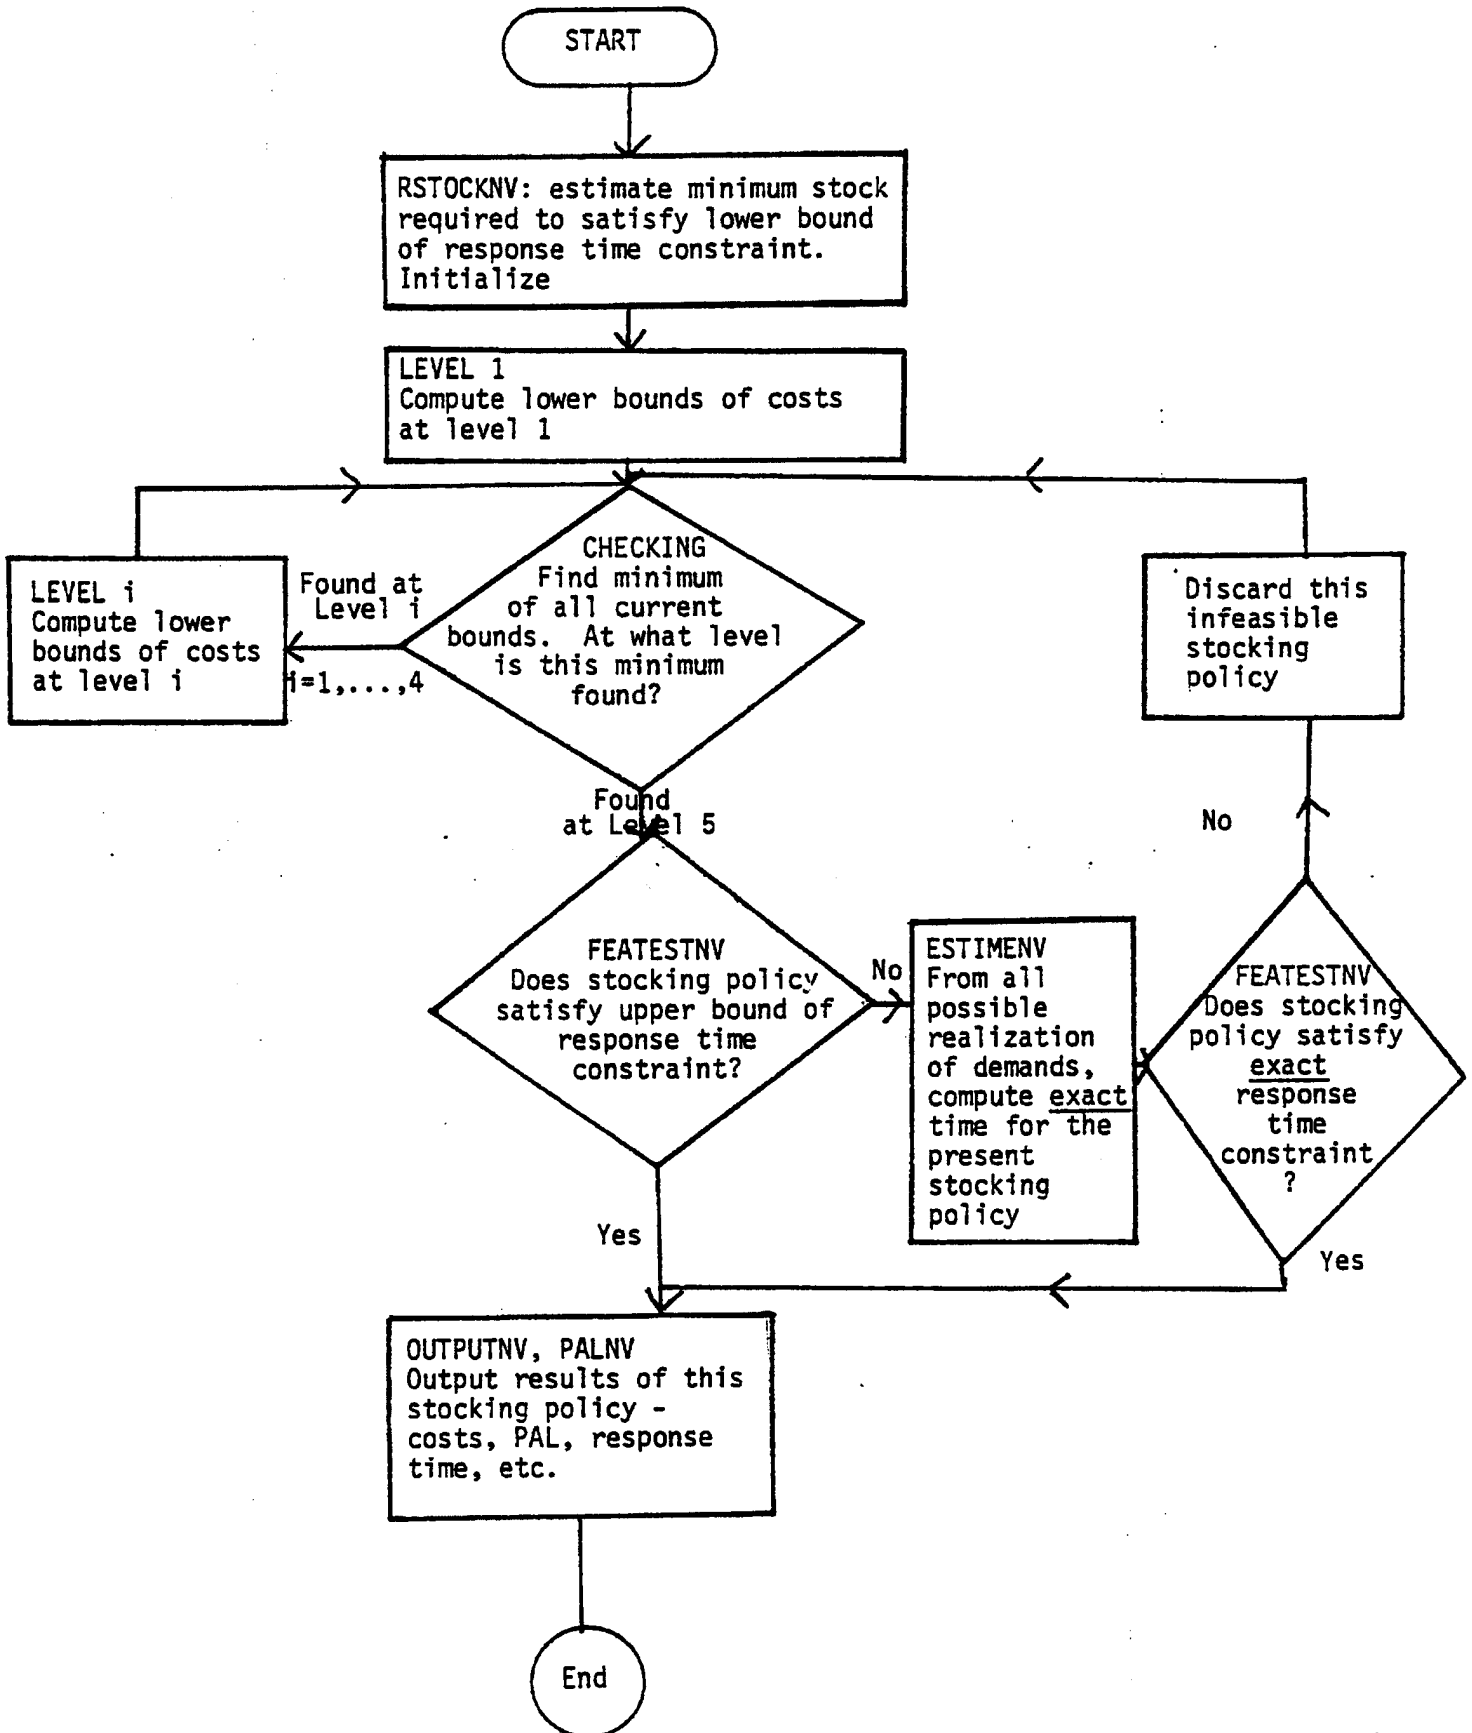 START
RSTOCKNV: estimate minimum stock
required to satisfy lower bound
of response time constraint.
Initialize
LEVEL 1
Compute lower bounds of costs
at level 1
CHECKING
Find minimum
of all current
bounds. At what level
is this minimum
found?
Found at
Level i
i=1,...,4
LEVEL i
Compute lower
bounds of costs
at level i
Discard this
infeasible
stocking
policy
Found
at Level 5
No
FEATESTNV
Does stocking policy
satisfy upper bound of
response time
constraint?
No
ESTIMENV
From all
possible
realization
of demands,
compute exact
time for the
present
stocking
policy
FEATESTNV
Does stocking
policy satisfy
exact
response
time
constraint
?
Yes
Yes
OUTPUTNV, PALNV
Output results of this
stocking policy -
costs, PAL, response
time, etc.
End